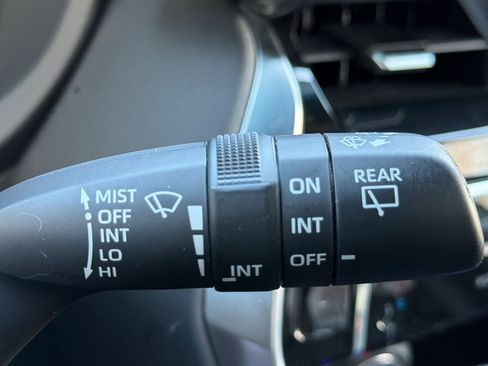 MIST
OFF
INT
LO
HI
INT
ON
INT
OFF
REAR